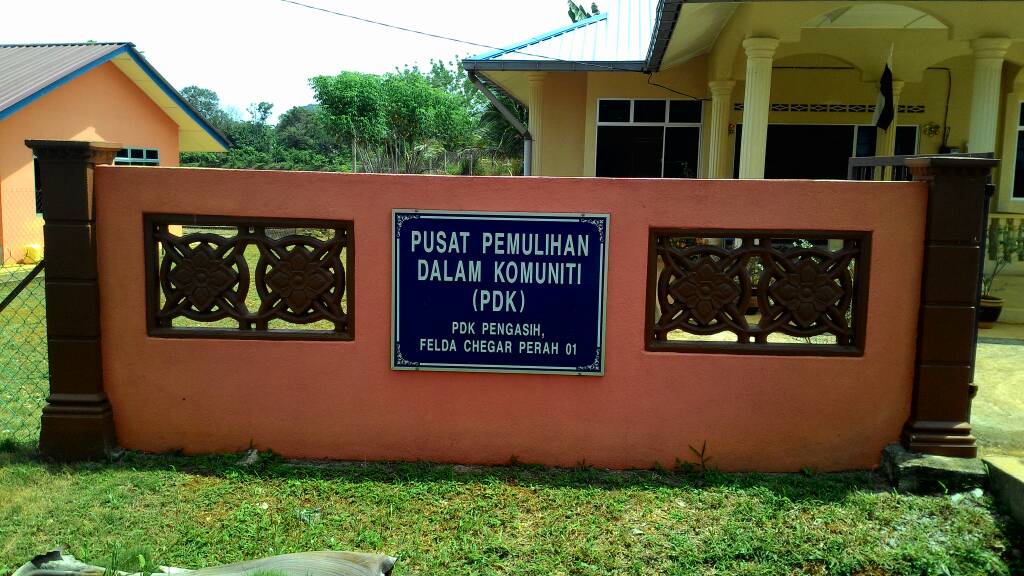 PUSAT PEMULIHAN
DALAM KOMUNITI
(PDK)
PDK PENGASIH,
FELDA CHEGAR PERAH 01